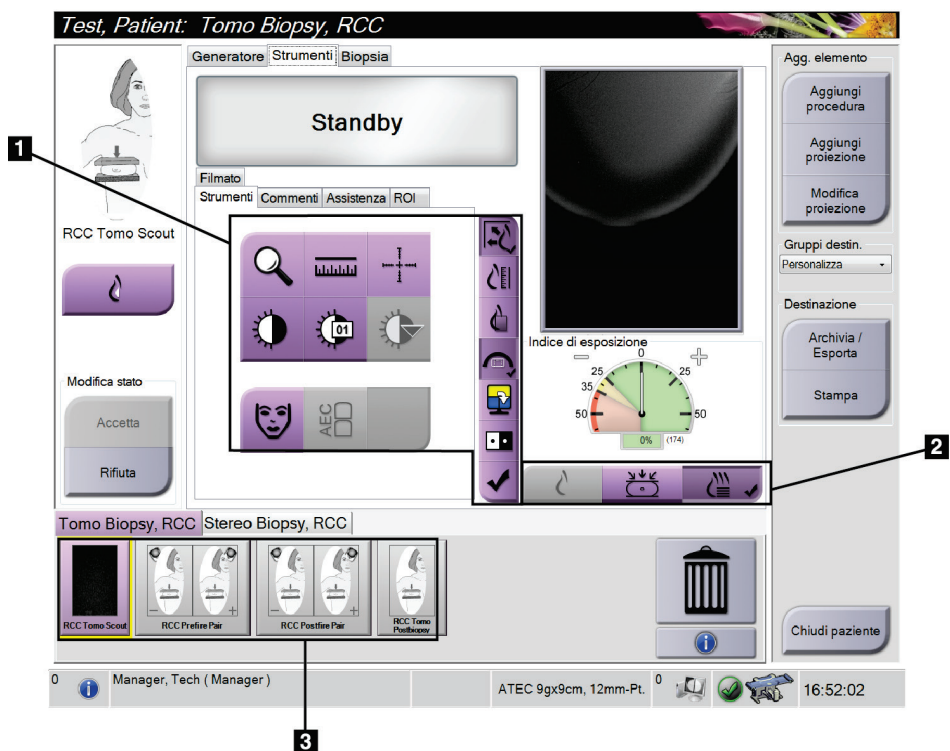 Test, Patient: Tomo Biopsy, RCC
Generatore Strumenti Biopsia
Agg. elemento
Standby
Aggiungi
procedura
Aggiungi
proiezione
Modifica
proiezione
1
Filmato
Strumenti Commenti Assistenza ROI
RCC Tomo Scout
Gruppi destin.
Personalizza
01
Destinazione
Archivia /
Esporta
Stampa
Indice di esposizione
0
25 25
35
50 50
0% (174)
Modifica stato
Accetta
Rifiuta
AEC
2
Tomo Biopsy, RCC Stereo Biopsy, RCC
RCC Tomo Scout
− +
RCC Prefire Pair
− +
RCC Postfire Pair
RCC Tomo
Postbiopsy
Chiudi paziente
0 Manager, Tech ( Manager ) ATEC 9gx9cm, 12mm-Pt. 0 16:52:02
3